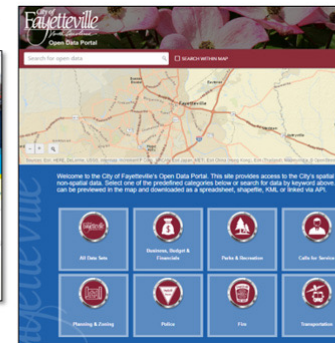 City of
Fayetteville
North Carolina
Open Data Portal
Search for open data
SEARCH WITHIN MAP
Fayetteville
Welcome to the City of Fayetteville's Open Data Portal. This site provides access to the City's spatial
non-spatial data. Select one of the predefined categories below or search for data by keyword above.
can be previewed in the map and downloaded as a spreadsheet, shapefile, KML or linked via API.
All Data Sets
Business, Budget &
Financials
Parks & Recreation
Calls for Service
Planning & Zoning
Police
Fire
Transportation
Fayetteville